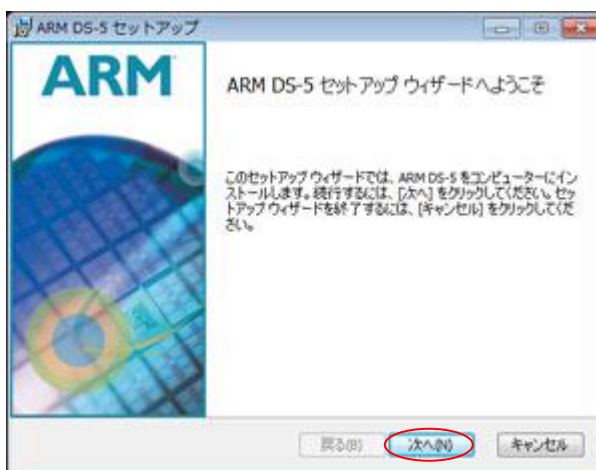 ARM DS-5 セットアップ
ARM
ARM DS-5 セットアップ ウィザードへようこそ
このセットアップ ウィザードでは、ARM DS-5 をコンピューターにイン
ストールします。続行するには、[次へ] をクリックしてください。セッ
トアップ ウィザードを終了するには、[キャンセル] をクリックしてくだ
さい。
戻る(B)
次へ(N)
キャンセル